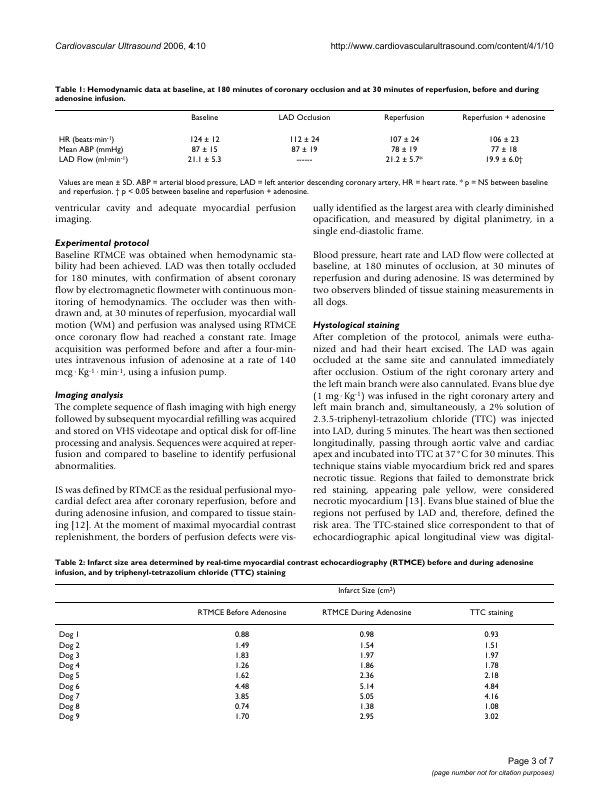 Cardiovascular Ultrasound 2006, 4:10
http://www.cardiovascularultrasound.com/content/4/1/10
Table 1: Hemodynamic data at baseline, at 180 minutes of coronary occlusion and at 30 minutes of reperfusion, before and during
adenosine infusion.
Baseline LAD Occlusion Reperfusion Reperfusion + adenosine
HR (beats·min-1) 124 ± 12 112 ± 24 107 ± 24 106 ± 23
Mean ABP (mmHg) 87 ± 15 87 ± 19 78 ± 19 77 ± 18
LAD Flow (ml·min-1) 21.1 ± 5.3 ------ 21.2 ± 5.7* 19.9 ± 6.0†
Values are mean ± SD. ABP = arterial blood pressure, LAD = left anterior descending coronary artery, HR = heart rate. * p = NS between baseline
and reperfusion. † p < 0.05 between baseline and reperfusion + adenosine.
ventricular cavity and adequate myocardial perfusion
imaging.
Experimental protocol
Baseline RTMCE was obtained when hemodynamic sta-
bility had been achieved. LAD was then totally occluded
for 180 minutes, with confirmation of absent coronary
flow by electromagnetic flowmeter with continuous mon-
itoring of hemodynamics. The occluder was then with-
drawn and, at 30 minutes of reperfusion, myocardial wall
motion (WM) and perfusion was analysed using RTMCE
once coronary flow had reached a constant rate. Image
acquisition was performed before and after a four-min-
utes intravenous infusion of adenosine at a rate of 140
mcg · Kg-1 · min-1, using a infusion pump.
Imaging analysis
The complete sequence of flash imaging with high energy
followed by subsequent myocardial refilling was acquired
and stored on VHS videotape and optical disk for off-line
processing and analysis. Sequences were acquired at reper-
fusion and compared to baseline to identify perfusional
abnormalities.
IS was defined by RTMCE as the residual perfusional myo-
cardial defect area after coronary reperfusion, before and
during adenosine infusion, and compared to tissue stain-
ing [12]. At the moment of maximal myocardial contrast
replenishment, the borders of perfusion defects were vis-
ually identified as the largest area with clearly diminished
opacification, and measured by digital planimetry, in a
single end-diastolic frame.
Blood pressure, heart rate and LAD flow were collected at
baseline, at 180 minutes of occlusion, at 30 minutes of
reperfusion and during adenosine. IS was determined by
two observers blinded of tissue staining measurements in
all dogs.
Hystological staining
After completion of the protocol, animals were eutha-
nized and had their heart excised. The LAD was again
occluded at the same site and cannulated immediately
after occlusion. Ostium of the right coronary artery and
the left main branch were also cannulated. Evans blue dye
(1 mg · Kg-1) was infused in the right coronary artery and
left main branch and, simultaneously, a 2% solution of
2.3.5-triphenyl-tetrazolium chloride (TTC) was injected
into LAD, during 5 minutes. The heart was then sectioned
longitudinally, passing through aortic valve and cardiac
apex and incubated into TTC at 37°C for 30 minutes. This
technique stains viable myocardium brick red and spares
necrotic tissue. Regions that failed to demonstrate brick
red staining, appearing pale yellow, were considered
necrotic myocardium [13]. Evans blue stained of blue the
regions not perfused by LAD and, therefore, defined the
risk area. The TTC-stained slice correspondent to that of
echocardiographic apical longitudinal view was digital-
Table 2: Infarct size area determined by real-time myocardial contrast echocardiography (RTMCE) before and during adenosine
infusion, and by triphenyl-tetrazolium chloride (TTC) staining
Infarct Size (cm2)
RTMCE Before Adenosine RTMCE During Adenosine TTC staining
Dog 1 0.88 0.98 0.93
Dog 2 1.49 1.54 1.51
Dog 3 1.83 1.97 1.97
Dog 4 1.26 1.86 1.78
Dog 5 1.62 2.36 2.18
Dog 6 4.48 5.14 4.84
Dog 7 3.85 5.05 4.16
Dog 8 0.74 1.38 1.08
Dog 9 1.70 2.95 3.02
Page 3 of 7
(page number not for citation purposes)